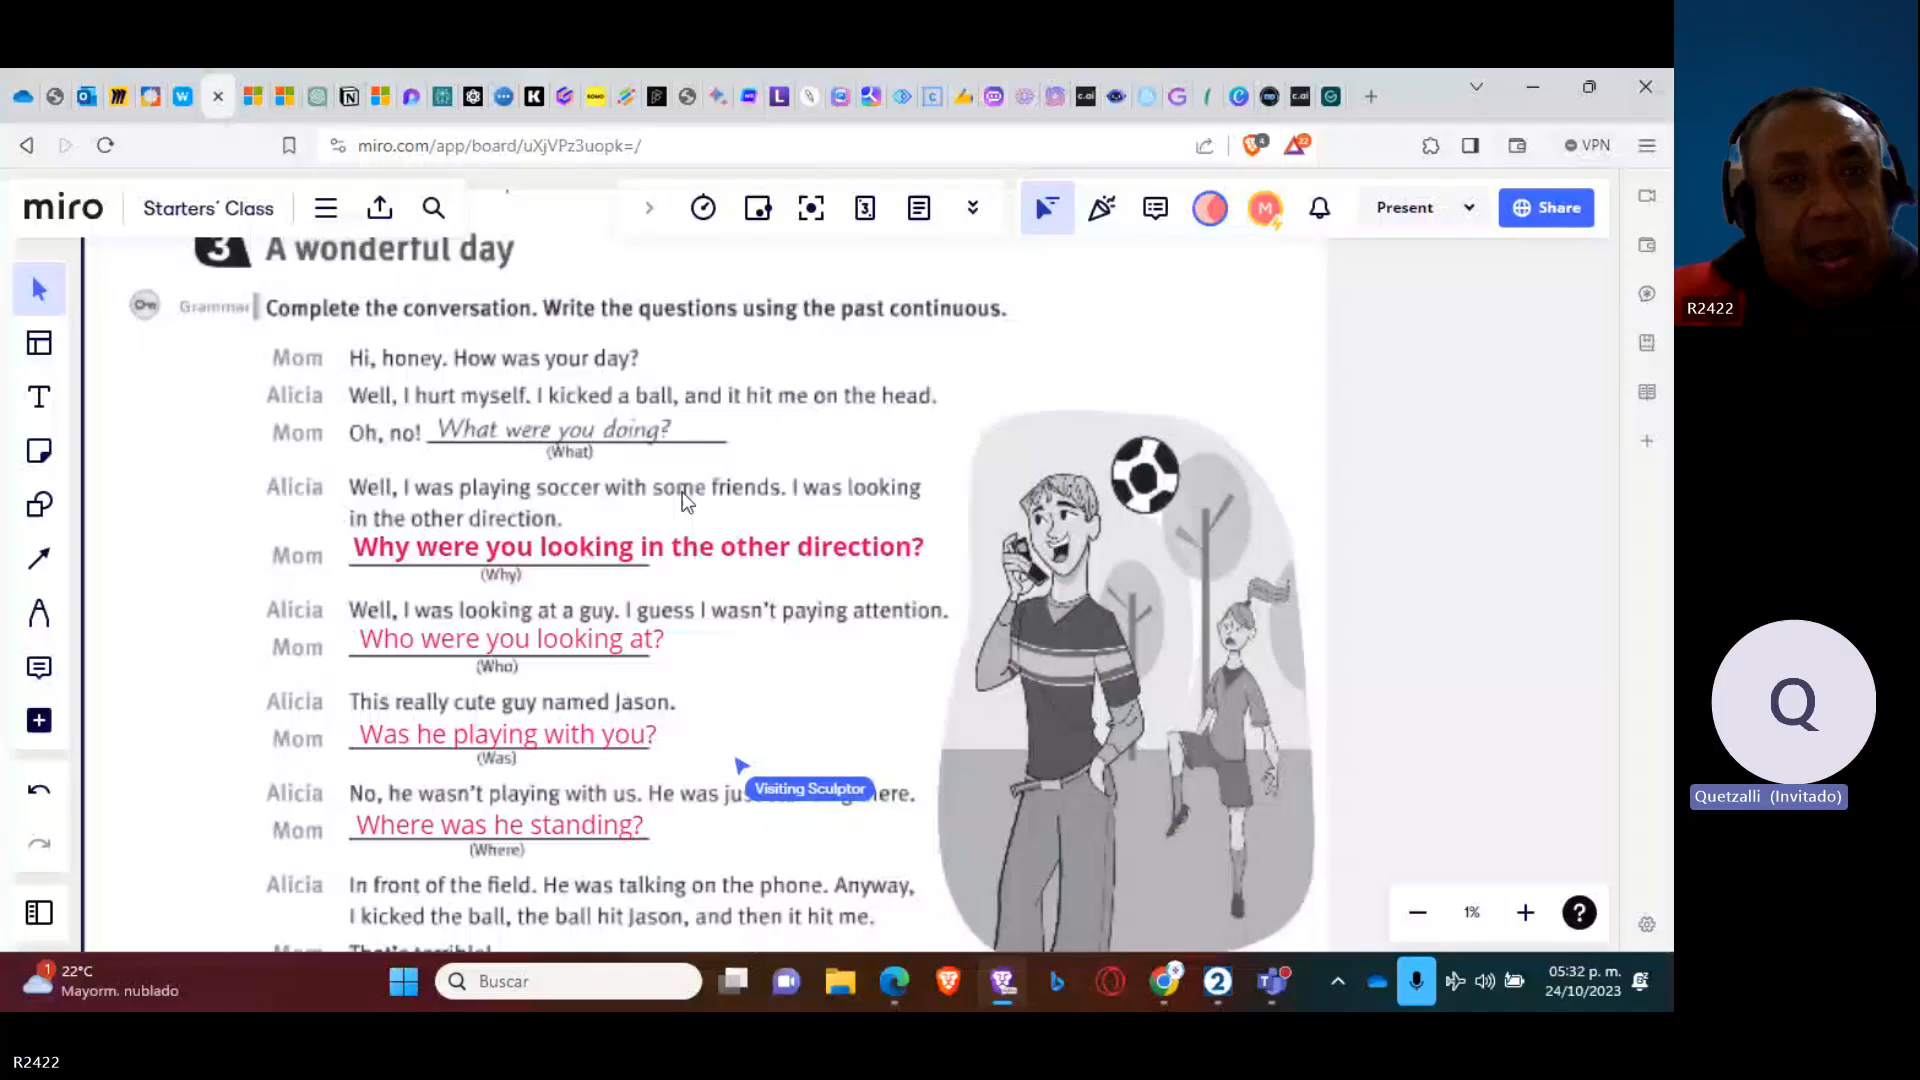 miro.com/app/board/uXjVPz3uopk=/
VPN
miro
Starters' Class
Present
Share
M
3 A wonderful day
Grammar Complete the conversation. Write the questions using the past continuous.
Mom Hi, honey. How was your day?
Alicia Well, I hurt myself. I kicked a ball, and it hit me on the head.
Mom Oh, no! What were you doing?
(What)
Alicia Well, I was playing soccer with some friends. I was looking
in the other direction.
Mom Why were you looking in the other direction?
(Why)
Alicia Well, I was looking at a guy. I guess I wasn't paying attention.
Mom Who were you looking at?
(Who)
Alicia This really cute guy named Jason.
Mom Was he playing with you?
(Was)
Visiting Sculptor
Alicia No, he wasn't playing with us. He was
Mom Where was he standing?
(Where)
Alicia In front of the field. He was talking on the phone. Anyway,
I kicked the ball, the ball hit Jason, and then it hit me.
Mom That's terrible!
1%
R2422
Q
Quetzalli (Invitado)
1
22°C
Mayorm. nublado
Buscar
05:32 p. m.
24/10/2023
R2422